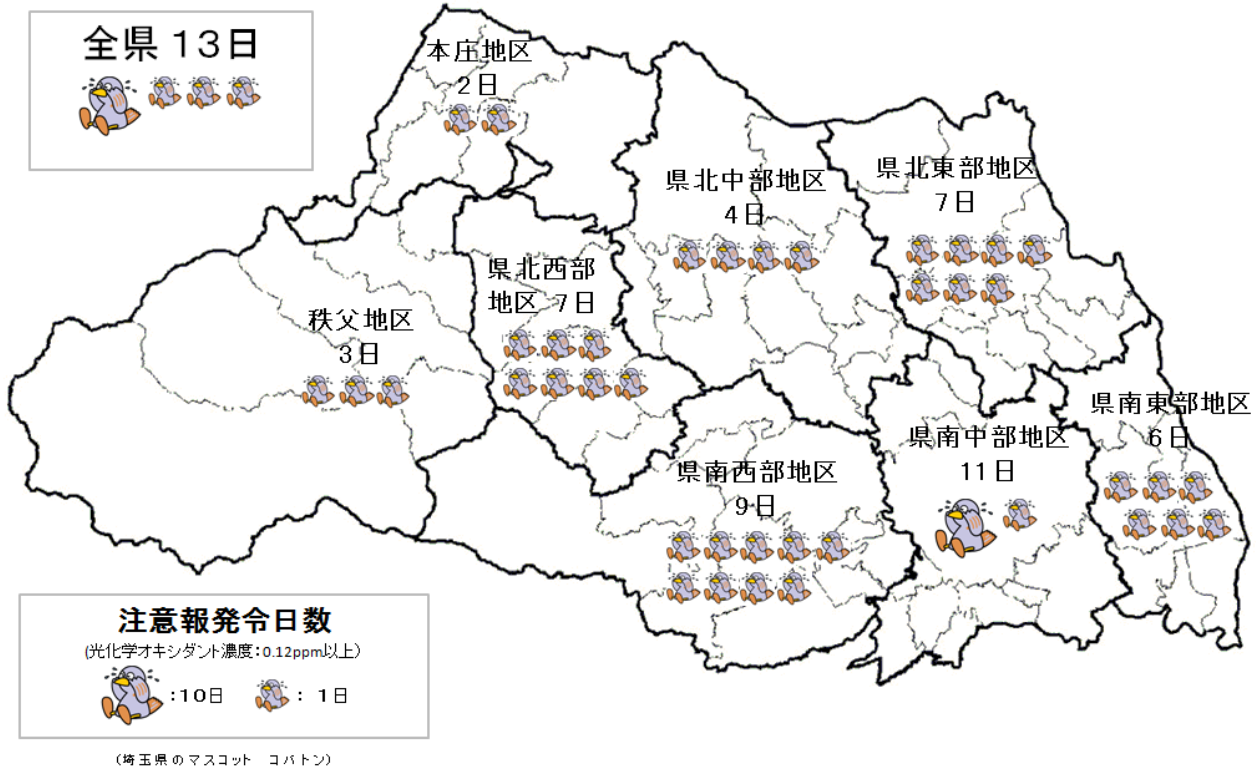 全県 13日
本庄地区
2日
県北中部地区
4日
県北東部地区
7日
県北西部
地区 7日
秩父地区
3日
県南東部地区
6日
県南中部地区
11日
県南西部地区
9日
注意報発令日数
(光化学オキシダント濃度：0.12ppm以上)
：10日 ： 1日
(埼玉県のマスコット コバトン)